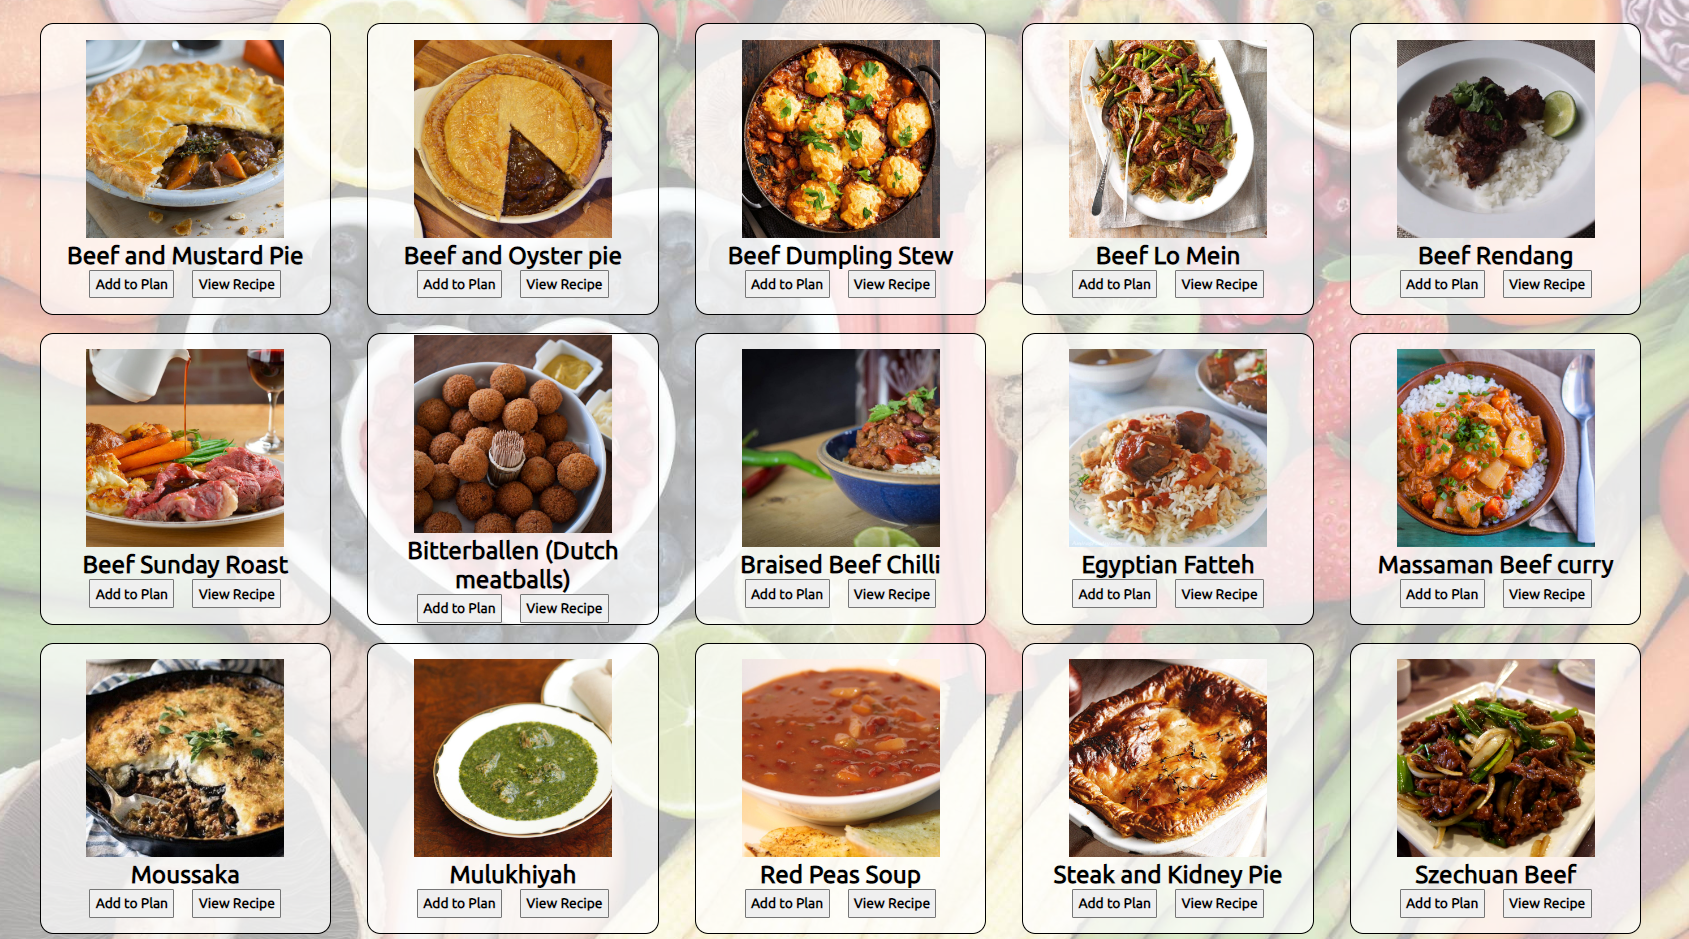 Beef and Mustard Pie
Add to Plan View Recipe
Beef and Oyster pie
Add to Plan View Recipe
Beef Dumpling Stew
Add to Plan View Recipe
Beef Lo Mein
Add to Plan View Recipe
Beef Rendang
Add to Plan View Recipe
Beef Sunday Roast
Add to Plan View Recipe
Bitterballen (Dutch
meatballs)
Add to Plan View Recipe
Braised Beef Chilli
Add to Plan View Recipe
Egyptian Fatteh
Add to Plan View Recipe
Massaman Beef curry
Add to Plan View Recipe
Moussaka
Add to Plan View Recipe
Mulukhiyah
Add to Plan View Recipe
Red Peas Soup
Add to Plan View Recipe
Steak and Kidney Pie
Add to Plan View Recipe
Szechuan Beef
Add to Plan View Recipe